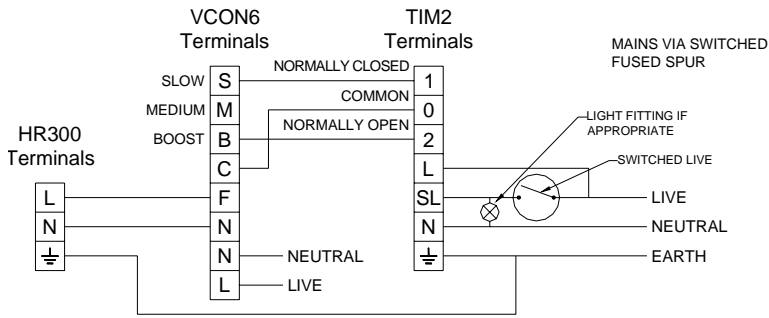 VCON6
Terminals
TIM2
Terminals
MAINS VIA SWITCHED
FUSED SPUR
HR300
Terminals
SLOW
MEDIUM
BOOST
S
M
B
C
F
N
N
L
NORMALLY CLOSED
COMMON
NORMALLY OPEN
1
0
2
L
SL
N
LIGHT FITTING IF
APPROPRIATE
SWITCHED LIVE
L
N
LIVE
NEUTRAL
EARTH
NEUTRAL
LIVE